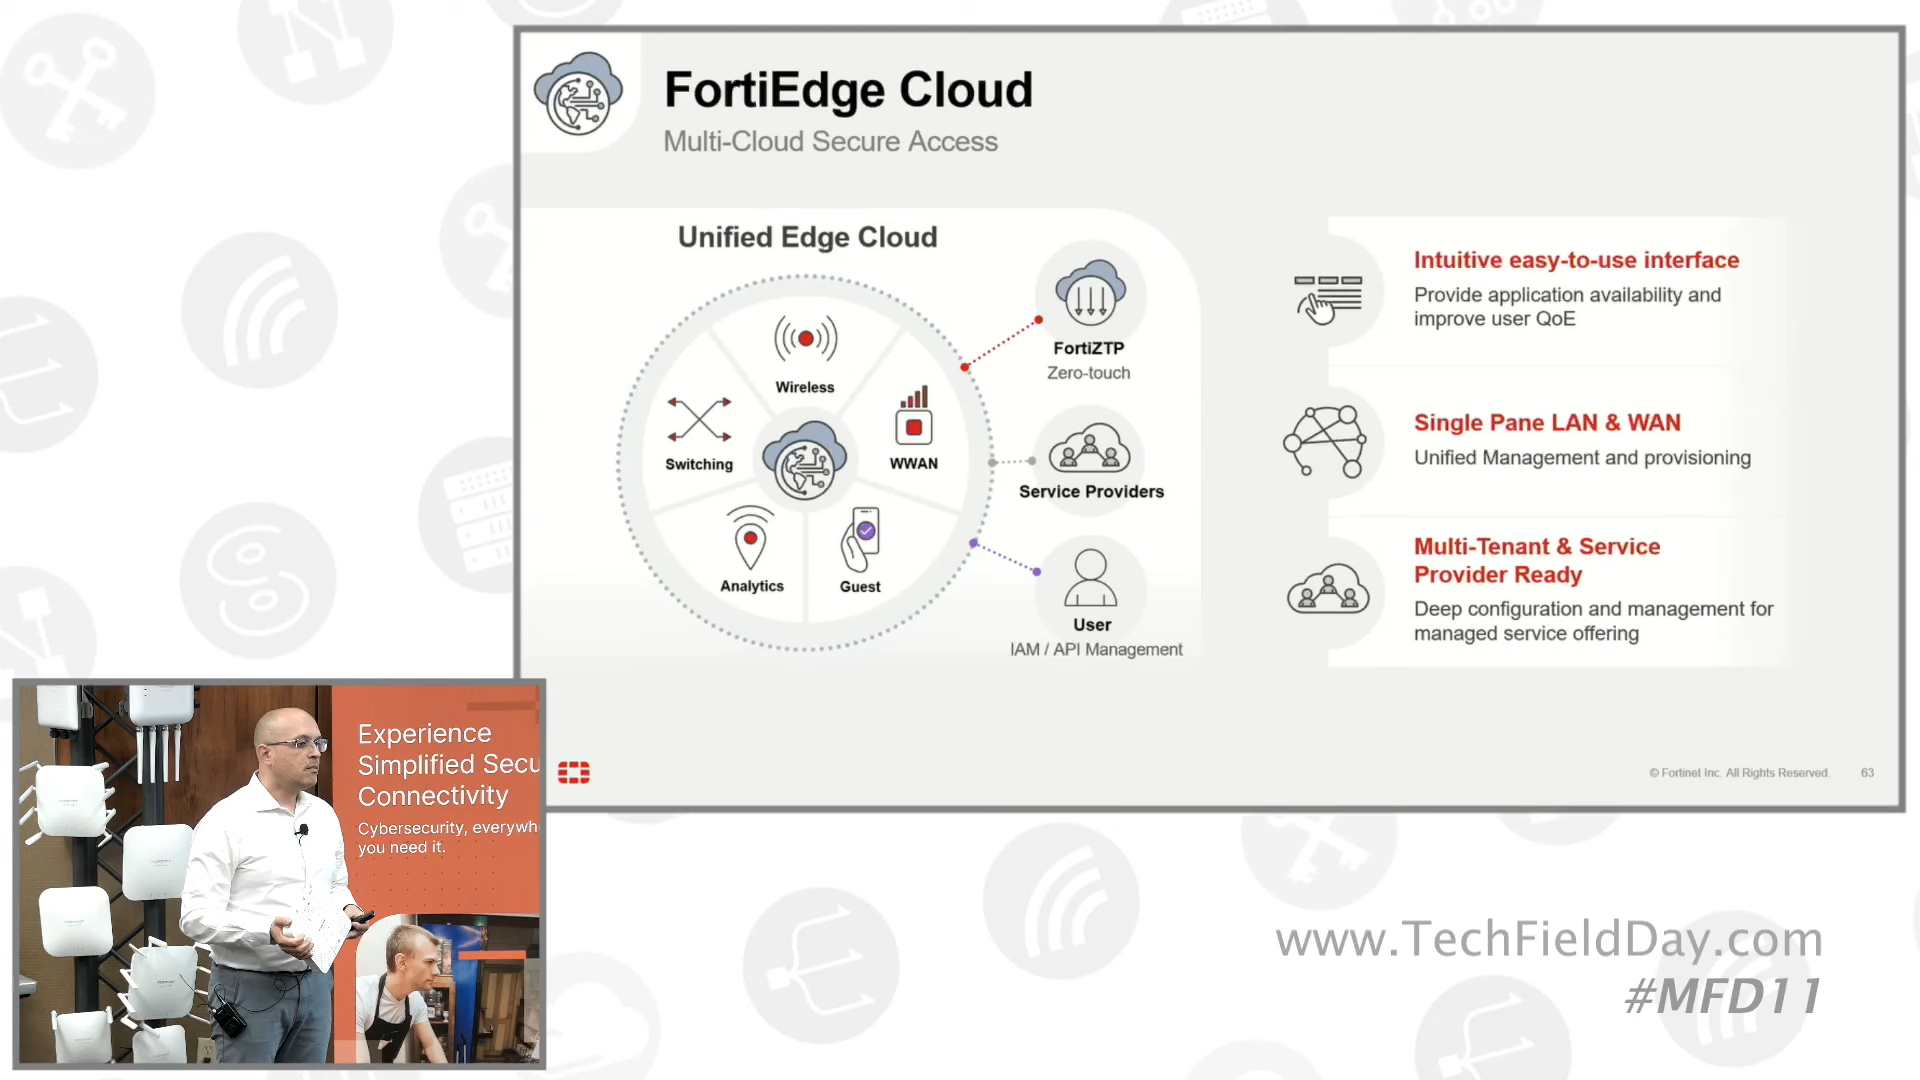 FortiEdge Cloud
Multi-Cloud Secure Access
Unified Edge Cloud
Wireless
Switching
WWAN
Analytics
Guest
FortiZTP
Zero-touch
Service Providers
User
IAM / API Management
Intuitive easy-to-use interface
Provide application availability and
improve user QoE
Single Pane LAN & WAN
Unified Management and provisioning
Multi-Tenant & Service
Provider Ready
Deep configuration and management for
managed service offering
© Fortinet Inc. All Rights Reserved.
63
Experience
Simplified Secu
Connectivity
Cybersecurity, everywh
you need it.
www.TechFieldDay.com
#MFD11